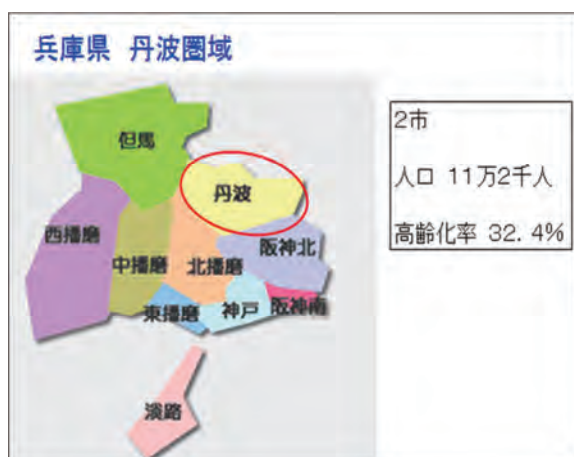 兵庫県 丹波圏域
但馬
丹波
西播磨
中播磨
北播磨
阪神北
東播磨
神戸
阪神南
淡路
2市
人口 11万2千人
高齢化率 32.4%